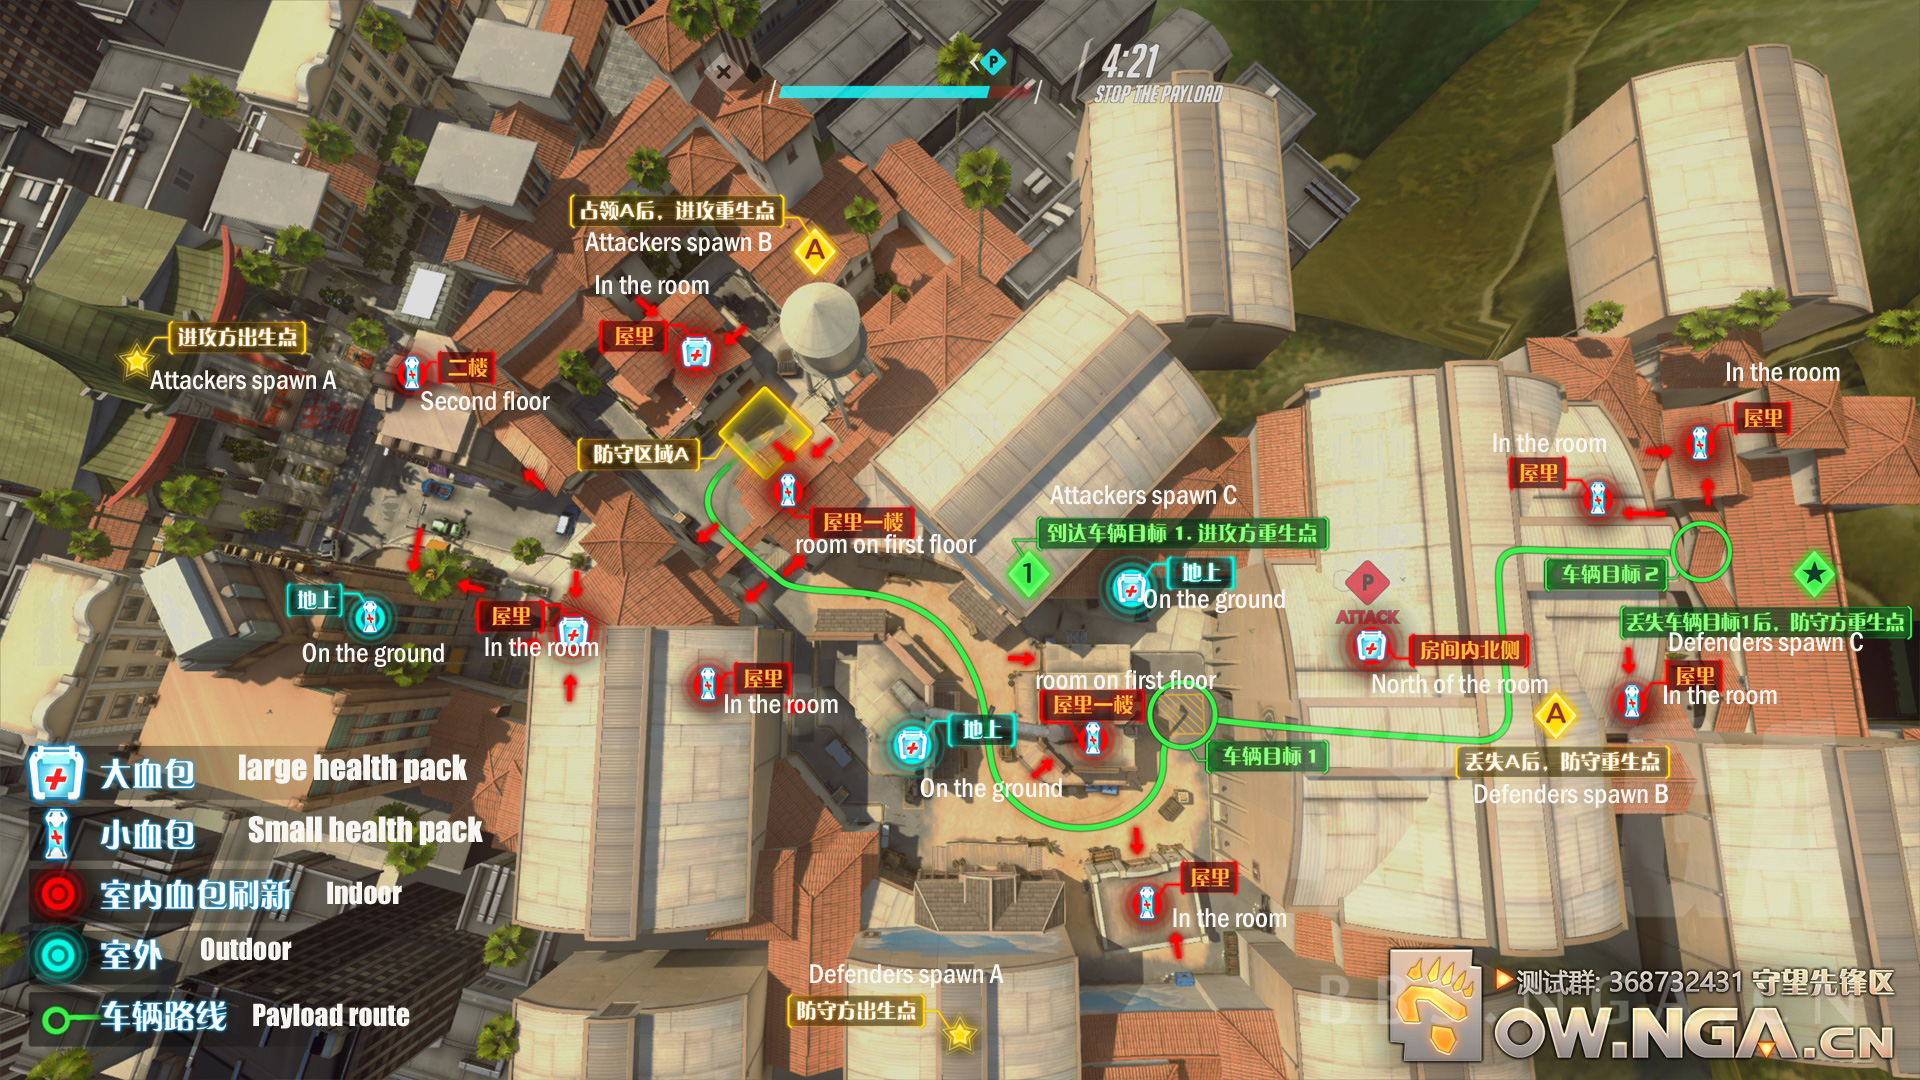 4:21
STOP THE PAYLOAD
P
占领A后，进攻重生点
Attackers spawn B
A
In the room
屋里
进攻方出生点
Attackers spawn A
二楼
Second floor
In the room
屋里
In the room
屋里
防守区域A
屋里一楼
room on first floor
Attackers spawn C
到达车辆目标 1. 进攻方重生点
1
地上
On the ground
P
ATTACK
车辆目标 2
丢失车辆目标1后，防守方重生点
Defenders spawn C
地上
On the ground
屋里
In the room
屋里
In the room
房间内北侧
North of the room
屋里
In the room
room on first floor
屋里一楼
地上
On the ground
车辆目标 1
A
丢失A后，防守重生点
Defenders spawn B
大血包 large health pack
小血包 Small health pack
室内血包刷新 Indoor
室外 Outdoor
车辆路线 Payload route
屋里
In the room
Defenders spawn A
防守方出生点
测试群: 368732431 守望先锋区
BBS.NGA.CN
OW.NGA.CN